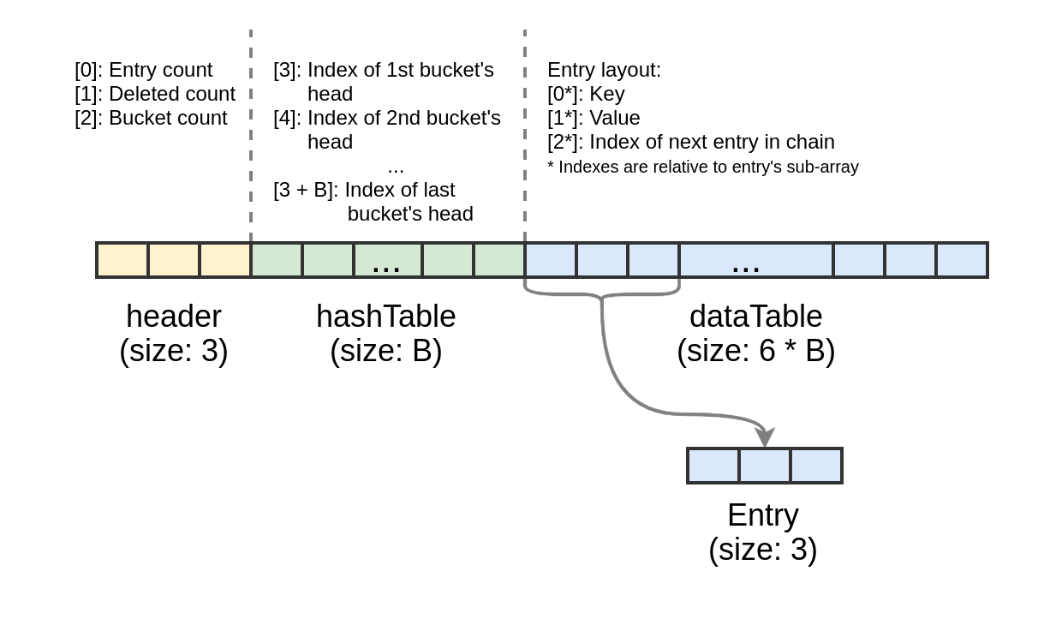 [0]: Entry count
[1]: Deleted count
[2]: Bucket count
[3]: Index of 1st bucket's
head
[4]: Index of 2nd bucket's
head
...
[3 + B]: Index of last
bucket's head
Entry layout:
[0*]: Key
[1*]: Value
[2*]: Index of next entry in chain
* Indexes are relative to entry's sub-array
...
...
header
(size: 3)
hashTable
(size: B)
dataTable
(size: 6 * B)
Entry
(size: 3)